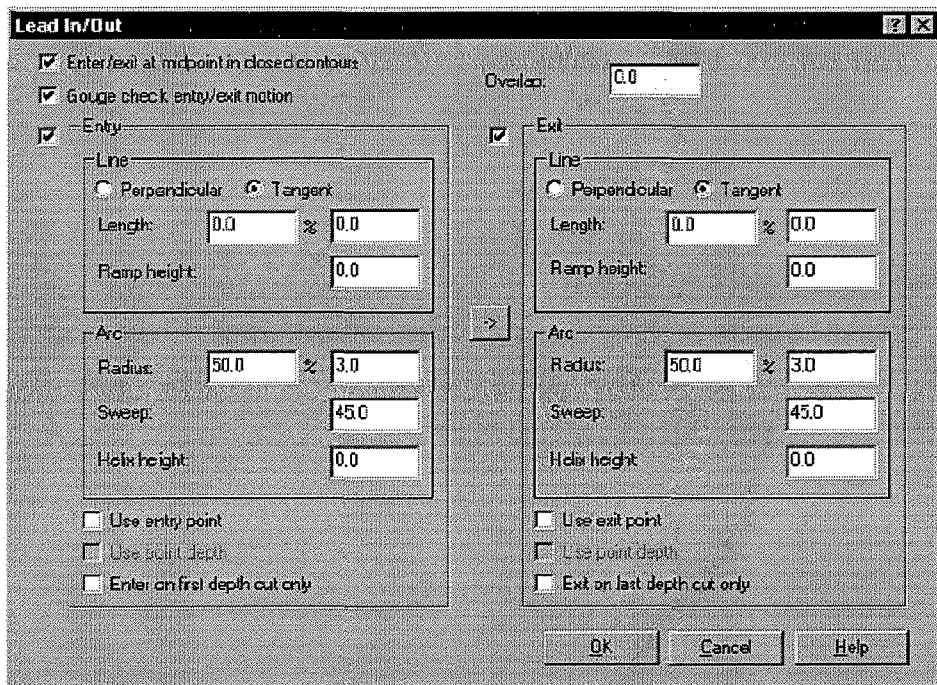 Lead In/Out
Enter/exit at midpoint in closed contours
Overlap: 0.0
Gouge check entry/exit motion
Entry
Line
Perpendicular Tangent
Length: 0.0 % 0.0
Ramp height: 0.0
Arc
Radius: 50.0 % 3.0
Sweep: 45.0
Helix height: 0.0
Use entry point
Use point depth
Enter on first depth cut only
->
Exit
Line
Perpendicular Tangent
Length: 0.0 % 0.0
Ramp height: 0.0
Arc
Radius: 50.0 % 3.0
Sweep: 45.0
Helix height 0.0
Use exit point
Use point depth
Exit on last depth cut only
OK Cancel Help